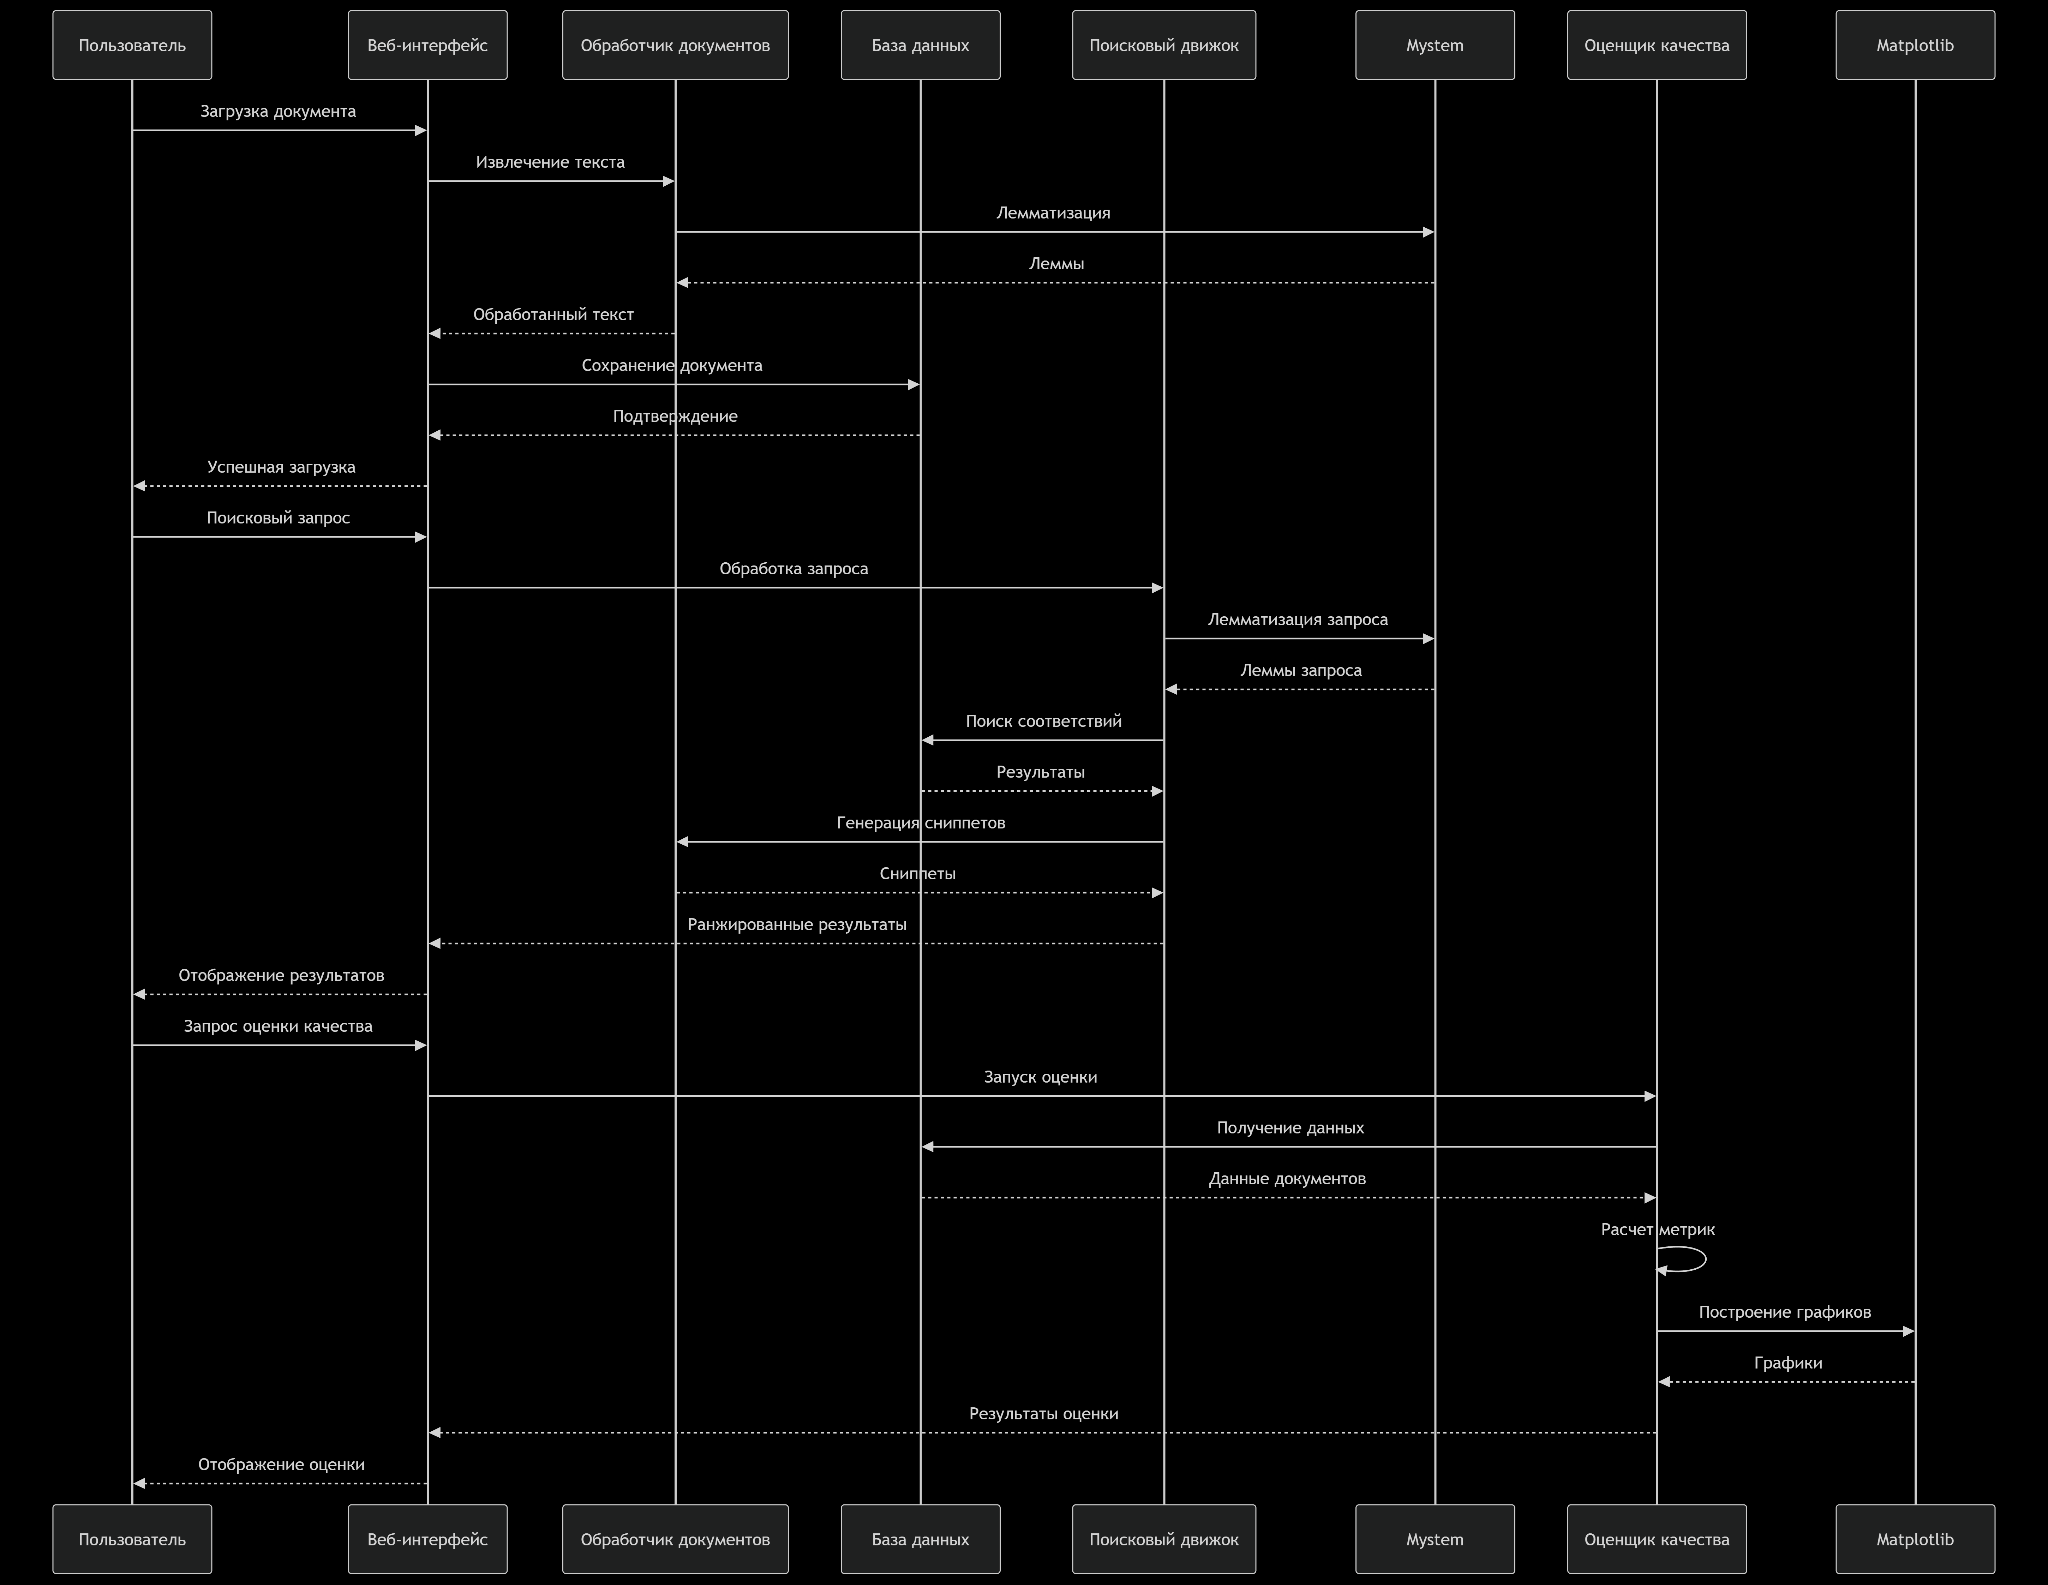 Пользователь
Веб-интерфейс
Обработчик документов
База данных
Поисковый движок
Mystem
Оценщик качества
Matplotlib
Загрузка документа
Извлечение текста
Лемматизация
Леммы
Обработанный текст
Сохранение документа
Подтверждение
Успешная загрузка
Поисковый запрос
Обработка запроса
Лемматизация запроса
Леммы запроса
Поиск соответствий
Результаты
Генерация сниппетов
Сниппеты
Ранжированные результаты
Отображение результатов
Запрос оценки качества
Запуск оценки
Получение данных
Данные документов
Расчет метрик
Построение графиков
Графики
Результаты оценки
Отображение оценки
Пользователь
Веб-интерфейс
Обработчик документов
База данных
Поисковый движок
Mystem
Оценщик качества
Matplotlib